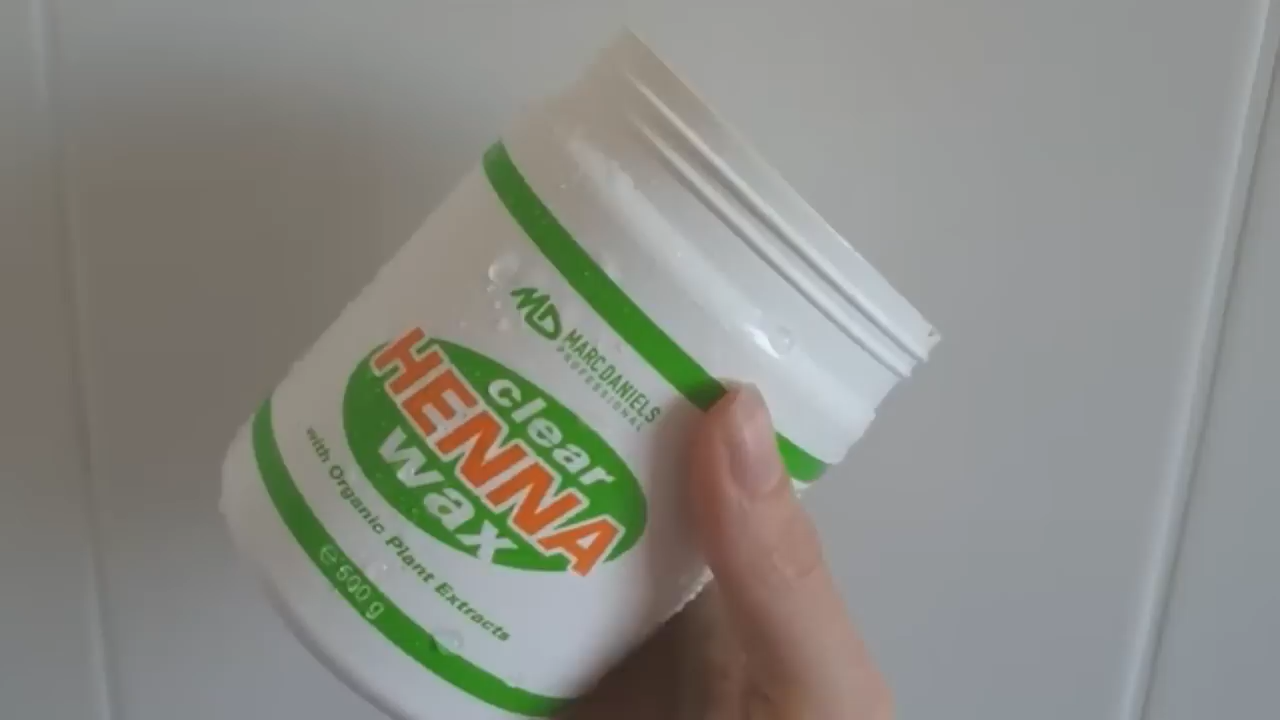 MD MARC DANIELS
PROFESSIONAL
clear
HENNA
wax
with Organic Plant Extracts
℮ 500 g